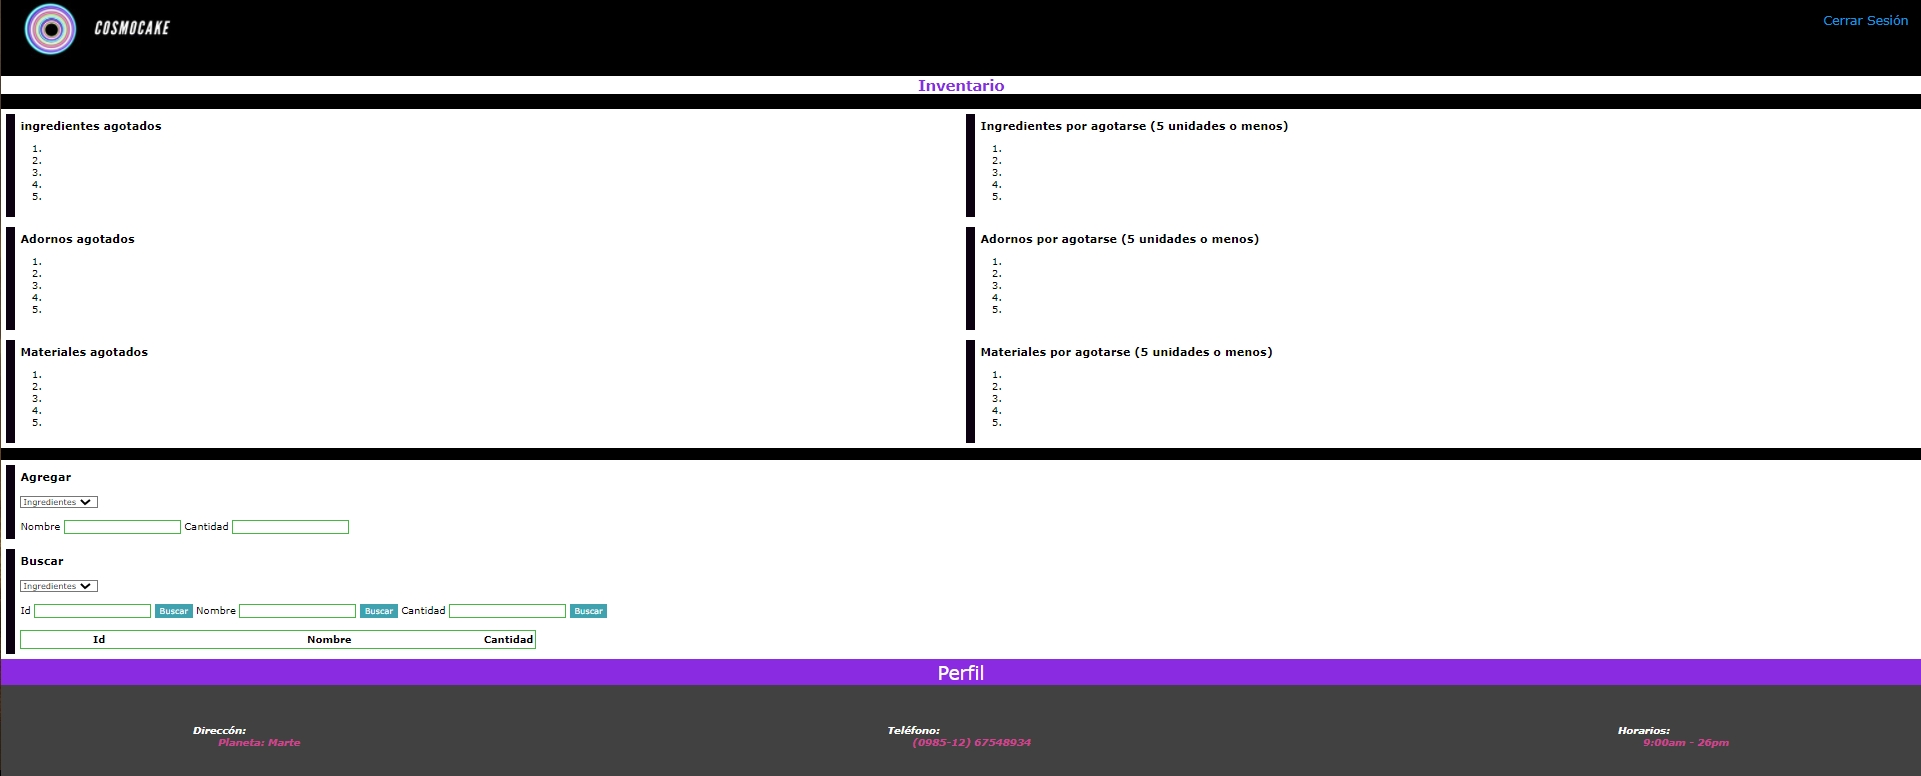 COSMOCAKE
Cerrar Sesión
Inventario
ingredientes agotados
1.
2.
3.
4.
5.
Ingredientes por agotarse (5 unidades o menos)
1.
2.
3.
4.
5.
Adornos agotados
1.
2.
3.
4.
5.
Adornos por agotarse (5 unidades o menos)
1.
2.
3.
4.
5.
Materiales agotados
1.
2.
3.
4.
5.
Materiales por agotarse (5 unidades o menos)
1.
2.
3.
4.
5.
Agregar
Ingredientes
Nombre Cantidad
Buscar
Ingredientes
Id Buscar Nombre Buscar Cantidad Buscar
Id Nombre Cantidad
Perfil
Direccón:
Planeta: Marte
Teléfono:
(0985-12) 67548934
Horarios:
9:00am - 26pm